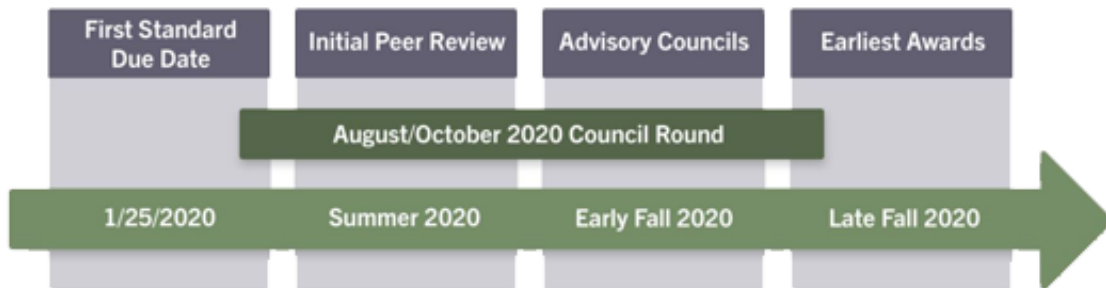 First Standard
Due Date
Initial Peer Review
Advisory Councils
Earliest Awards
August/October 2020 Council Round
1/25/2020
Summer 2020
Early Fall 2020
Late Fall 2020